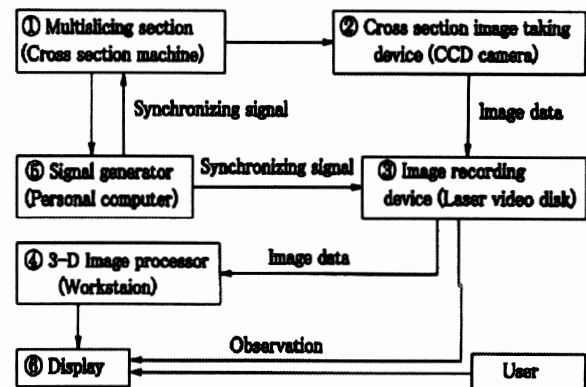 ① Multislicing section
(Cross section machine)
② Cross section image taking
device (CCD camera)
Synchronizing signal
Image data
⑤ Signal generator
(Personal computer)
Synchronizing signal
③ Image recording
device (Laser video disk)
④ 3-D Image processor
(Workstaion)
Image data
Observation
⑥ Display
User